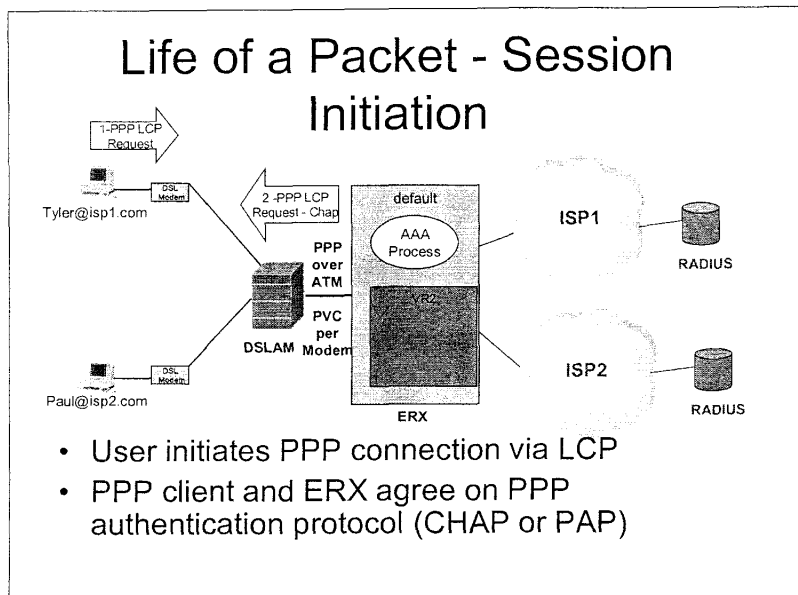 Life of a Packet - Session
Initiation
1-PPP LCP
Request
DSL
Modem
Tyler@isp1.com
2 -PPP LCP
Request - Chap
default
AAA
Process
ISP1
RADIUS
PPP
over
ATM
VR2
DSLAM
PVC
per
Modem
DSL
Modem
Paul@isp2.com
ISP2
RADIUS
ERX
• User initiates PPP connection via LCP
• PPP client and ERX agree on PPP
authentication protocol (CHAP or PAP)